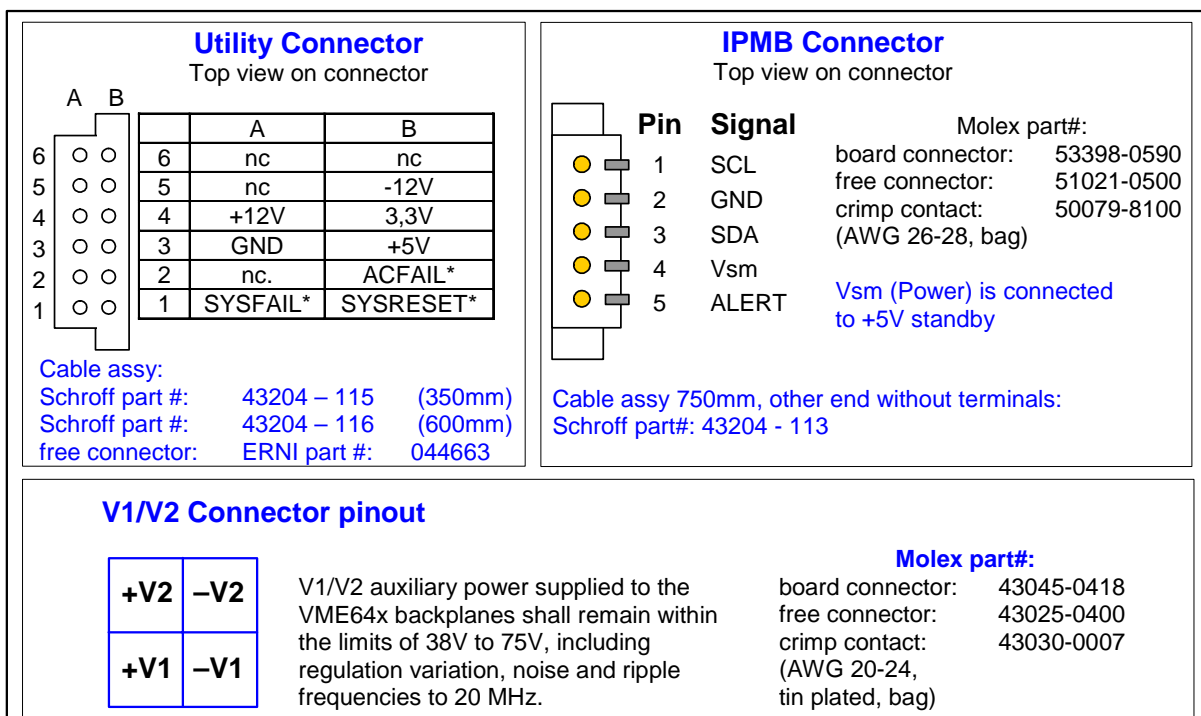 Utility Connector
Top view on connector
A B
A B
6 6 nc nc
5 5 nc -12V
4 4 +12V 3,3V
3 3 GND +5V
2 2 nc. ACFAIL*
1 1 SYSFAIL* SYSRESET*
Cable assy:
Schroff part #: 43204 – 115 (350mm)
Schroff part #: 43204 – 116 (600mm)
free connector: ERNI part #: 044663
IPMB Connector
Top view on connector
Pin Signal
1 SCL
2 GND
3 SDA
4 Vsm
5 ALERT
Molex part#:
board connector: 53398-0590
free connector: 51021-0500
crimp contact: 50079-8100
(AWG 26-28, bag)
Vsm (Power) is connected
to +5V standby
Cable assy 750mm, other end without terminals:
Schroff part#: 43204 - 113
V1/V2 Connector pinout
+V2 –V2
+V1 –V1
V1/V2 auxiliary power supplied to the
VME64x backplanes shall remain within
the limits of 38V to 75V, including
regulation variation, noise and ripple
frequencies to 20 MHz.
Molex part#:
board connector: 43045-0418
free connector: 43025-0400
crimp contact: 43030-0007
(AWG 20-24,
tin plated, bag)